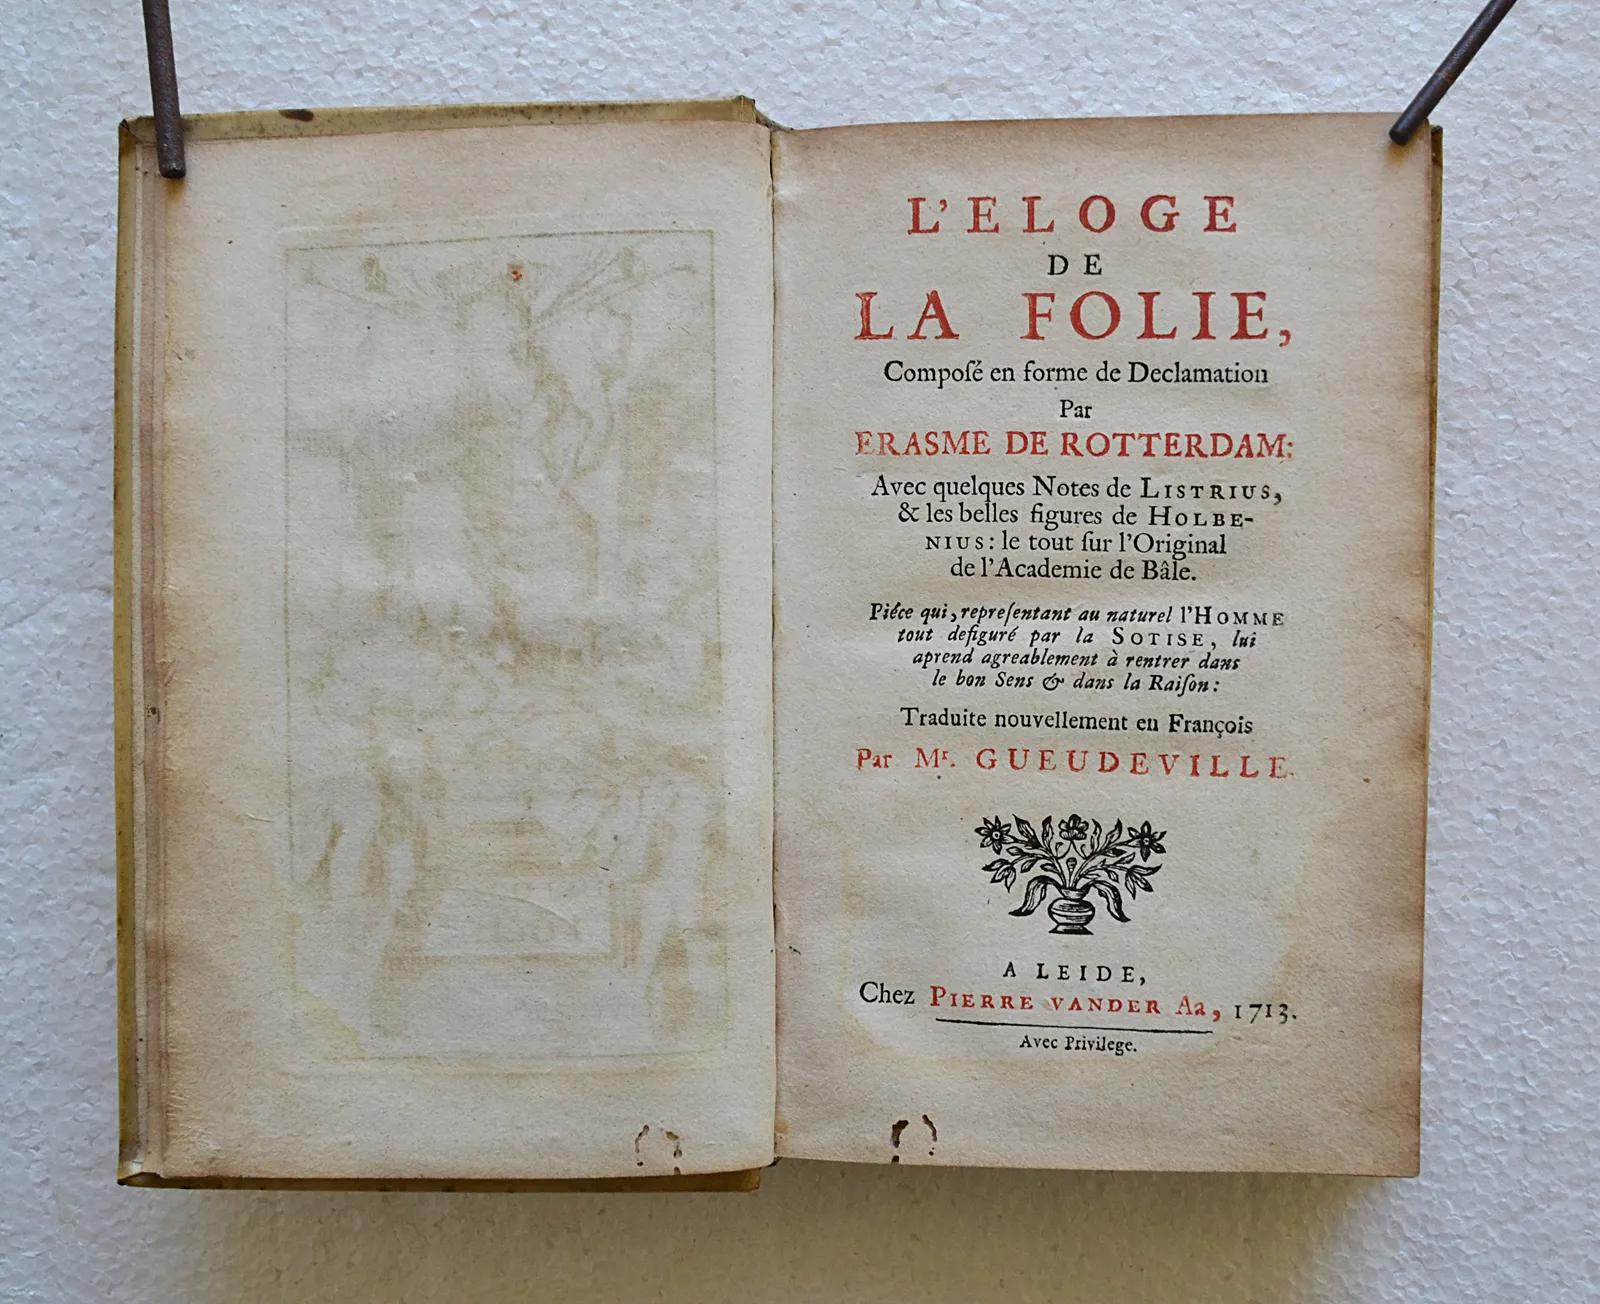 L'ELOGE
DE
LA FOLIE,
Compoſé en forme de Declamation
Par
ERASME DE ROTTERDAM:
Avec quelques Notes de LISTRIUS,
& les belles figures de HOLBE-
NIUS: le tout ſur l'Original
de l'Academie de Bâle.
Piéce qui, repreſentant au naturel l'HOMME
tout defiguré par la SOTISE, lui
aprend agreablement à rentrer dans
le bon Sens & dans la Raiſon:
Traduite nouvellement en François
Par Mr. GUEUDEVILLE.
A LEIDE,
Chez PIERRE VANDER Aa, 1713.
Avec Privilege.